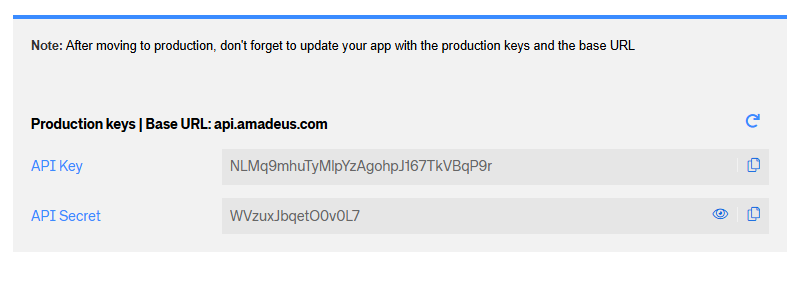 Note: After moving to production, don't forget to update your app with the production keys and the base URL
Production keys | Base URL: api.amadeus.com
API Key
NLMq9mhuTyMlpYzAgohpJ167TkVBqP9r
API Secret
WVzuxJbqetO0v0L7